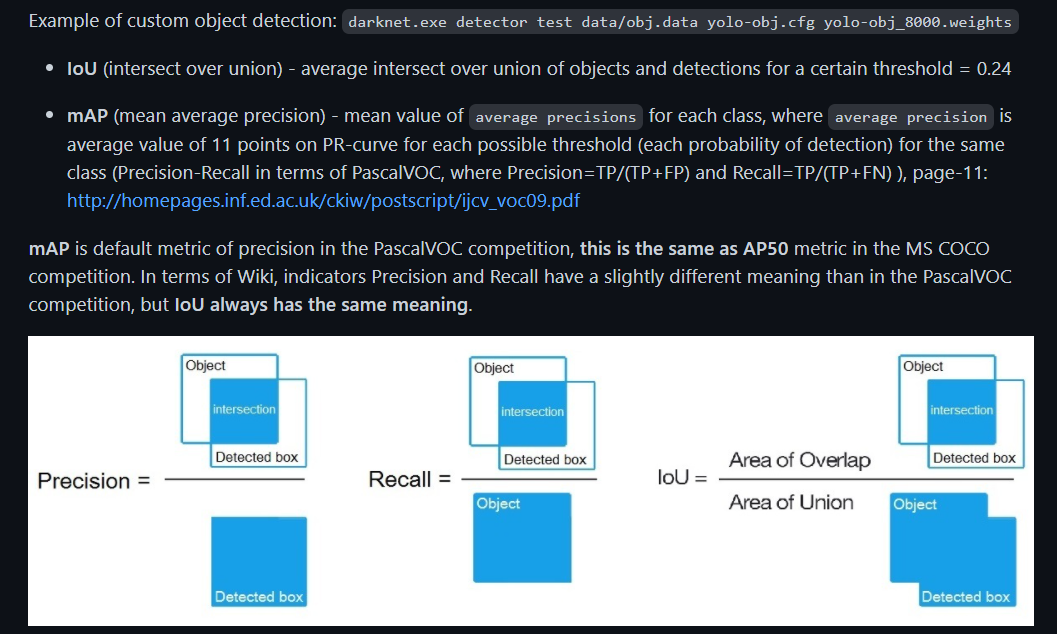 Example of custom object detection: darknet.exe detector test data/obj.data yolo-obj.cfg yolo-obj_8000.weights
• IoU (intersect over union) - average intersect over union of objects and detections for a certain threshold = 0.24
• mAP (mean average precision) - mean value of average precisions for each class, where average precision is
average value of 11 points on PR-curve for each possible threshold (each probability of detection) for the same
class (Precision-Recall in terms of PascalVOC, where Precision=TP/(TP+FP) and Recall=TP/(TP+FN) ), page-11:
http://homepages.inf.ed.ac.uk/ckiw/postscript/ijcv_voc09.pdf
mAP is default metric of precision in the PascalVOC competition, this is the same as AP50 metric in the MS COCO
competition. In terms of Wiki, indicators Precision and Recall have a slightly different meaning than in the PascalVOC
competition, but IoU always has the same meaning.
Precision =
Object
intersection
Detected box
Detected box
Recall =
Object
intersection
Detected box
Object
IoU =
Area of Overlap
Area of Union
Object
intersection
Detected box
Object
Detected box